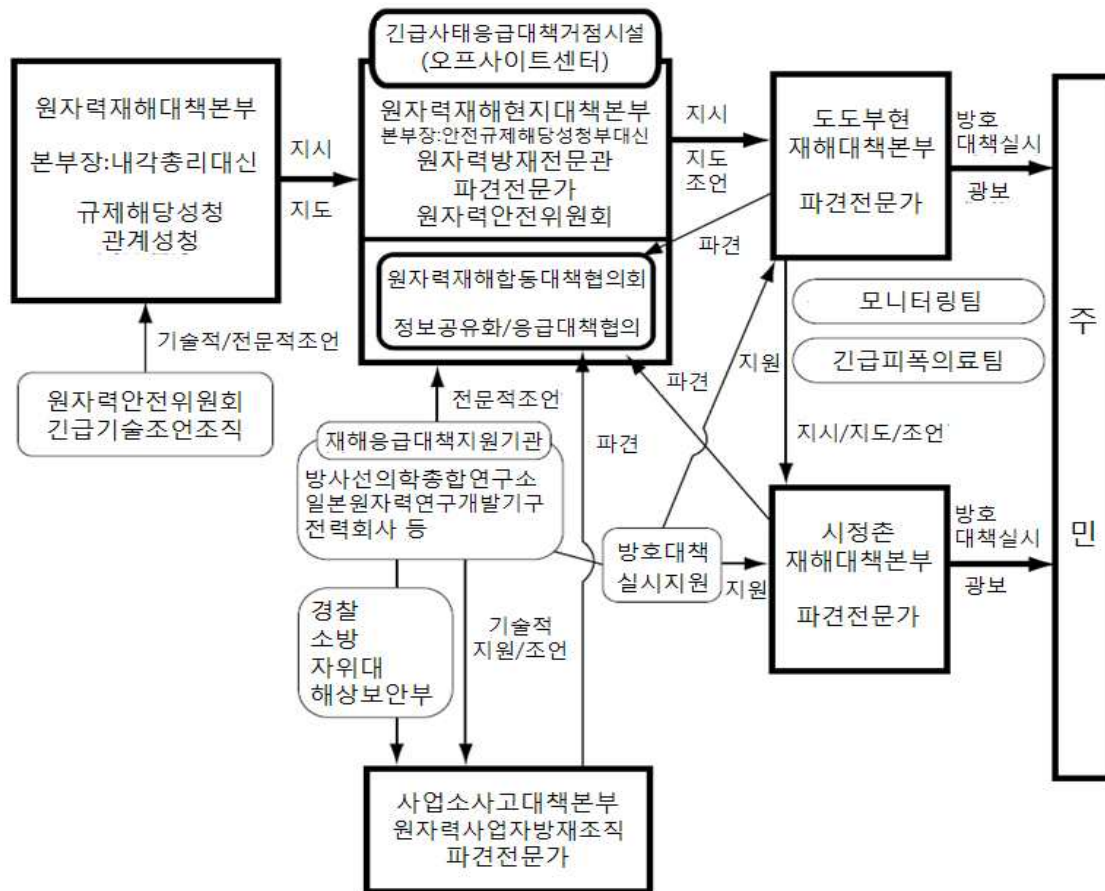 긴급사태응급대책거점시설
(오프사이트센터)
원자력재해대책본부
본부장:내각총리대신
규제해당성청
관계성청
지시
지도
원자력재해현지대책본부
본부장:안전규제해당성청부대신
원자력방재전문관
파견전문가
원자력안전위원회
지시
지도
조언
도도부현
재해대책본부
파견전문가
방호
대책실시
광보
파견
원자력재해합동대책협의회
정보공유화/응급대책협의
모니터링팀
긴급피폭의료팀
주
민
기술적/전문적조언
원자력안전위원회
긴급기술조언조직
지원
파견
전문적조언
재해응급대책지원기관
방사선의학종합연구소
일본원자력연구개발기구
전력회사 등
파견
지시/지도/조언
방호대책
실시지원
지원
시정촌
재해대책본부
파견전문가
방호
대책실시
광보
경찰
소방
자위대
해상보안부
기술적
지원/조언
사업소사고대책본부
원자력사업자방재조직
파견전문가